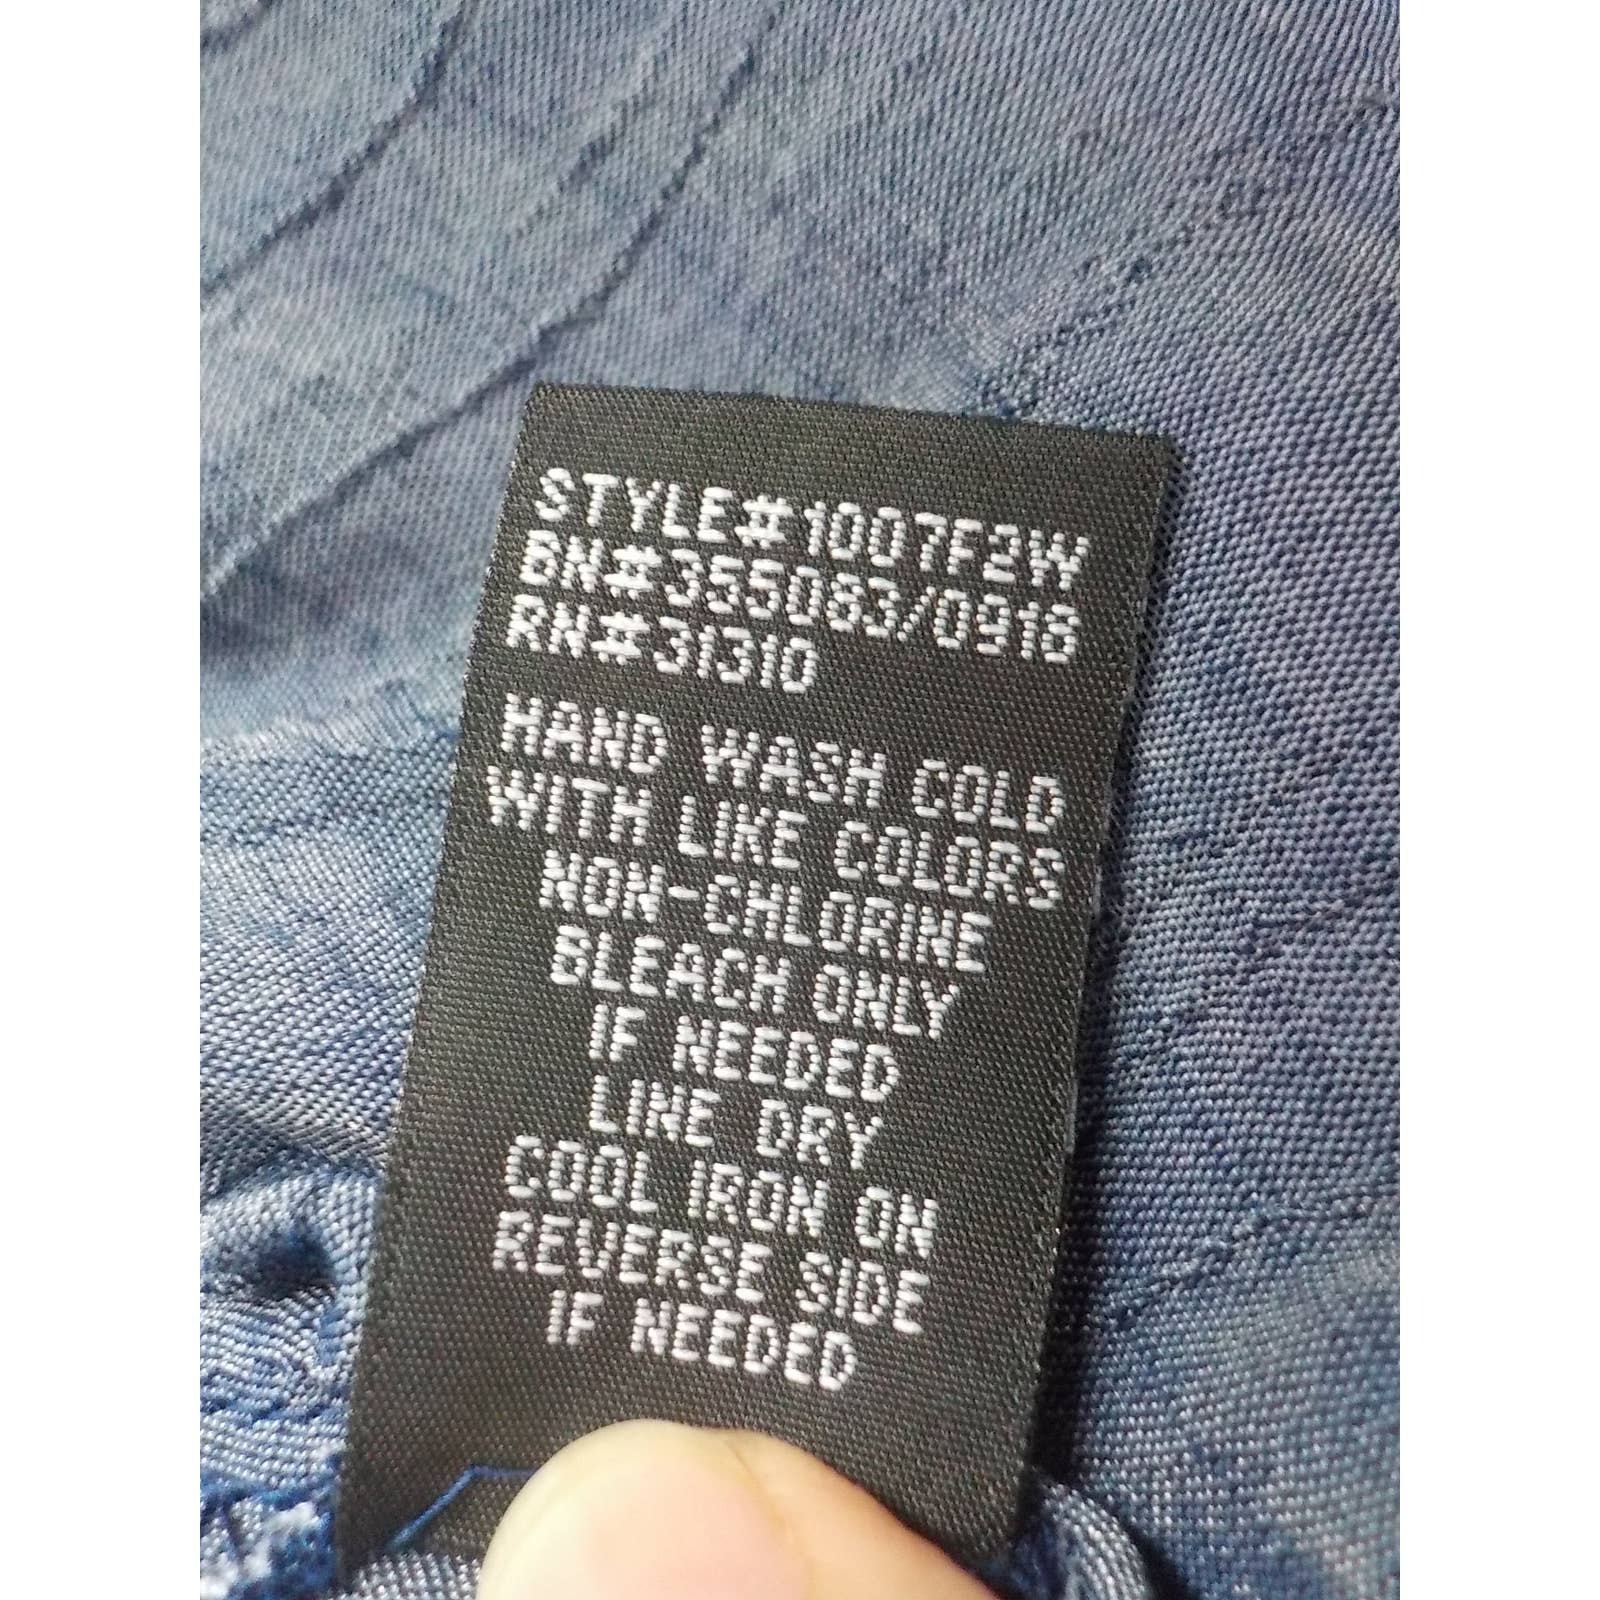 STYLE#1007F2W
BN#355083/0918
RN#31310
HAND WASH COLD
WITH LIKE COLORS
NON-CHLORINE
BLEACH ONLY
IF NEEDED
LINE DRY
COOL IRON ON
REVERSE SIDE
IF NEEDED